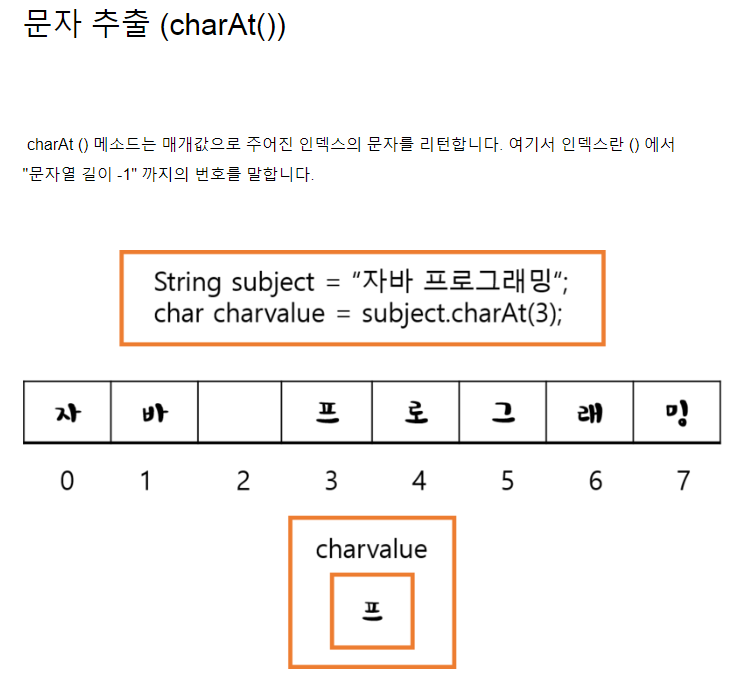 문자 추출 (charAt())
charAt () 메소드는 매개값으로 주어진 인덱스의 문자를 리턴합니다. 여기서 인덱스란 () 에서
"문자열 길이 -1" 까지의 번호를 말합니다.
String subject = “자바 프로그래밍”;
char charvalue = subject.charAt(3);
자 바 프 로 그 래 밍
0 1 2 3 4 5 6 7
charvalue
프